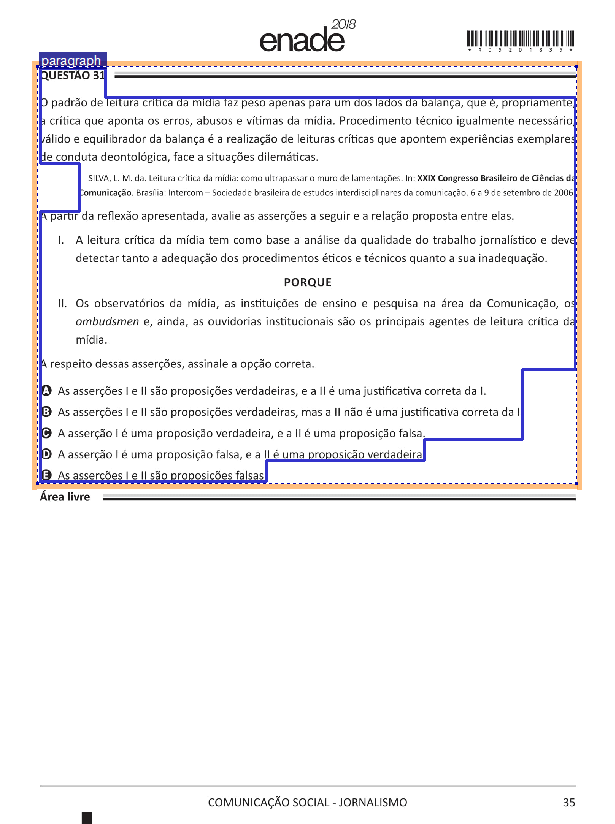 enade 2018
paragraph
QUESTÃO 31
O padrão de leitura crítica da mídia faz peso apenas para um dos lados da balança, que é, propriamente,
a crítica que aponta os erros, abusos e vítimas da mídia. Procedimento técnico igualmente necessário,
válido e equilibrador da balança é a realização de leituras críticas que apontem experiências exemplares
de conduta deontológica, face a situações dilemáticas.
SILVA, L. M. da. Leitura crítica da mídia: como ultrapassar o muro de lamentações. In: XXIX Congresso Brasileiro de Ciências da
Comunicação. Brasília: Intercom – Sociedade brasileira de estudos interdisciplinares da comunicação, 6 a 9 de setembro de 2006.
A partir da reflexão apresentada, avalie as asserções a seguir e a relação proposta entre elas.
I. A leitura crítica da mídia tem como base a análise da qualidade do trabalho jornalístico e deve
detectar tanto a adequação dos procedimentos éticos e técnicos quanto a sua inadequação.
PORQUE
II. Os observatórios da mídia, as instituições de ensino e pesquisa na área da Comunicação, os
ombudsmen e, ainda, as ouvidorias institucionais são os principais agentes de leitura crítica da
mídia.
A respeito dessas asserções, assinale a opção correta.
A As asserções I e II são proposições verdadeiras, e a II é uma justificativa correta da I.
B As asserções I e II são proposições verdadeiras, mas a II não é uma justificativa correta da I.
C A asserção I é uma proposição verdadeira, e a II é uma proposição falsa.
D A asserção I é uma proposição falsa, e a II é uma proposição verdadeira.
E As asserções I e II são proposições falsas.
Área livre
COMUNICAÇÃO SOCIAL - JORNALISMO 35